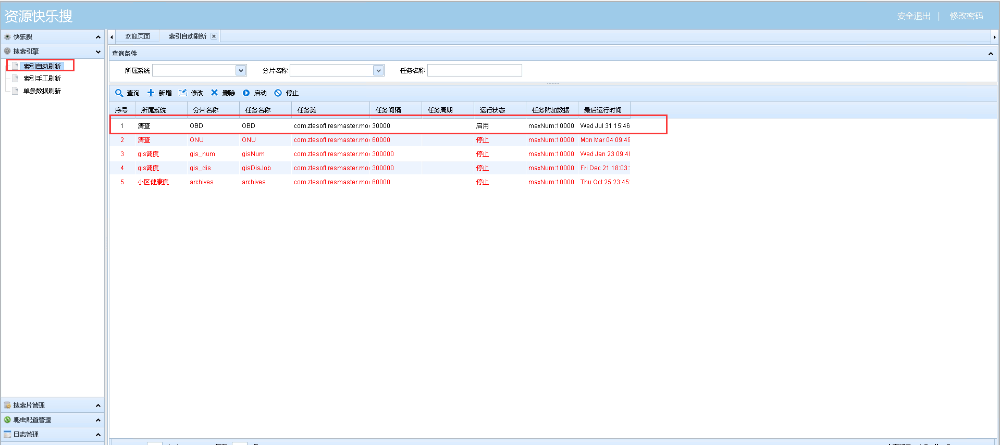 资源快乐搜
安全退出 | 修改密码
快乐搜
搜索引擎
索引自动刷新
索引手工刷新
单条数据刷新
搜索片管理
爬虫配置管理
日志管理
欢迎页面 索引自动刷新
查询条件
所属系统 分片名称 任务名称
查询 新增 修改 删除 启动 停止
序号 所属系统 分片名称 任务名称 任务类 任务间隔 任务周期 运行状态 任务附加数据 最后运行时间
1 清查 OBD OBD com.ztesoft.resmaster.mo 30000 启用 maxNum:10000 Wed Jul 31 15:46
2 清查 ONU ONU com.ztesoft.resmaster.mo 60000 停止 maxNum:10000 Mon Mar 04 09:49
3 gis调度 gis_num gisNum com.ztesoft.resmaster.mo 300000 停止 maxNum:10000 Wed Jan 23 09:48
4 gis调度 gis_dis gisDisJob com.ztesoft.resmaster.mo 300000 停止 maxNum:10000 Fri Dec 21 18:03:
5 小区健康度 archives archives com.ztesoft.resmaster.mo 60000 停止 maxNum:10000 Thu Oct 25 23:45: